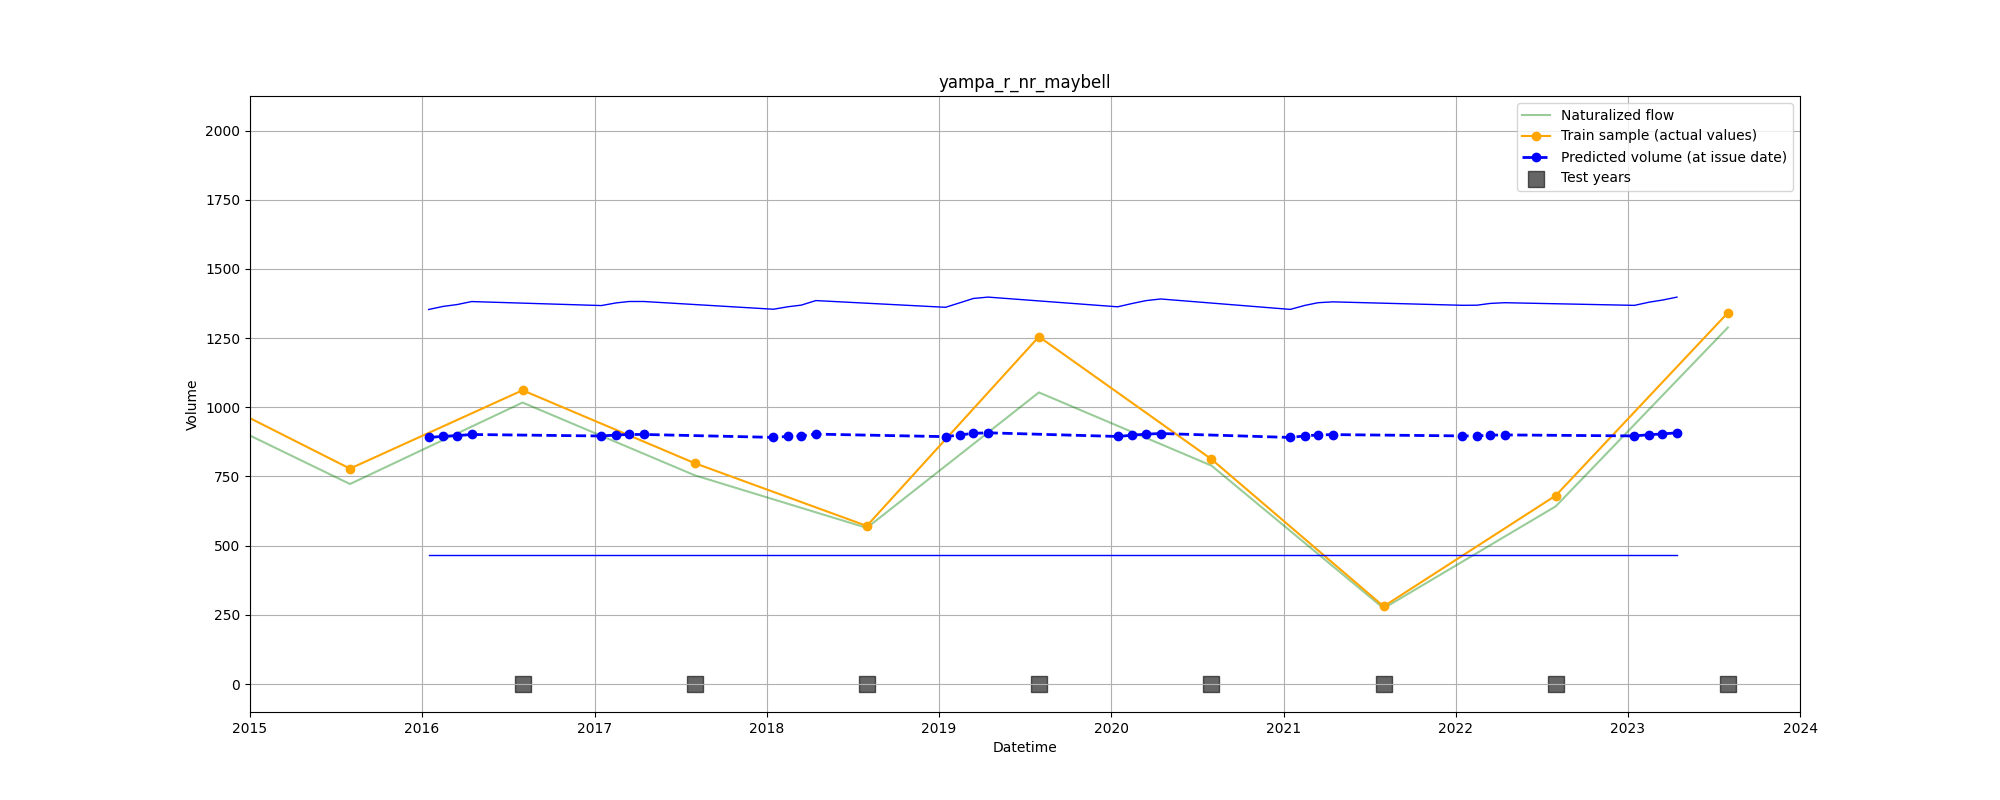 yampa_r_nr_maybell
Naturalized flow
Train sample (actual values)
Predicted volume (at issue date)
Test years
2000
1750
1500
1250
1000
750
500
250
0
Volume
2015 2016 2017 2018 2019 2020 2021 2022 2023 2024
Datetime